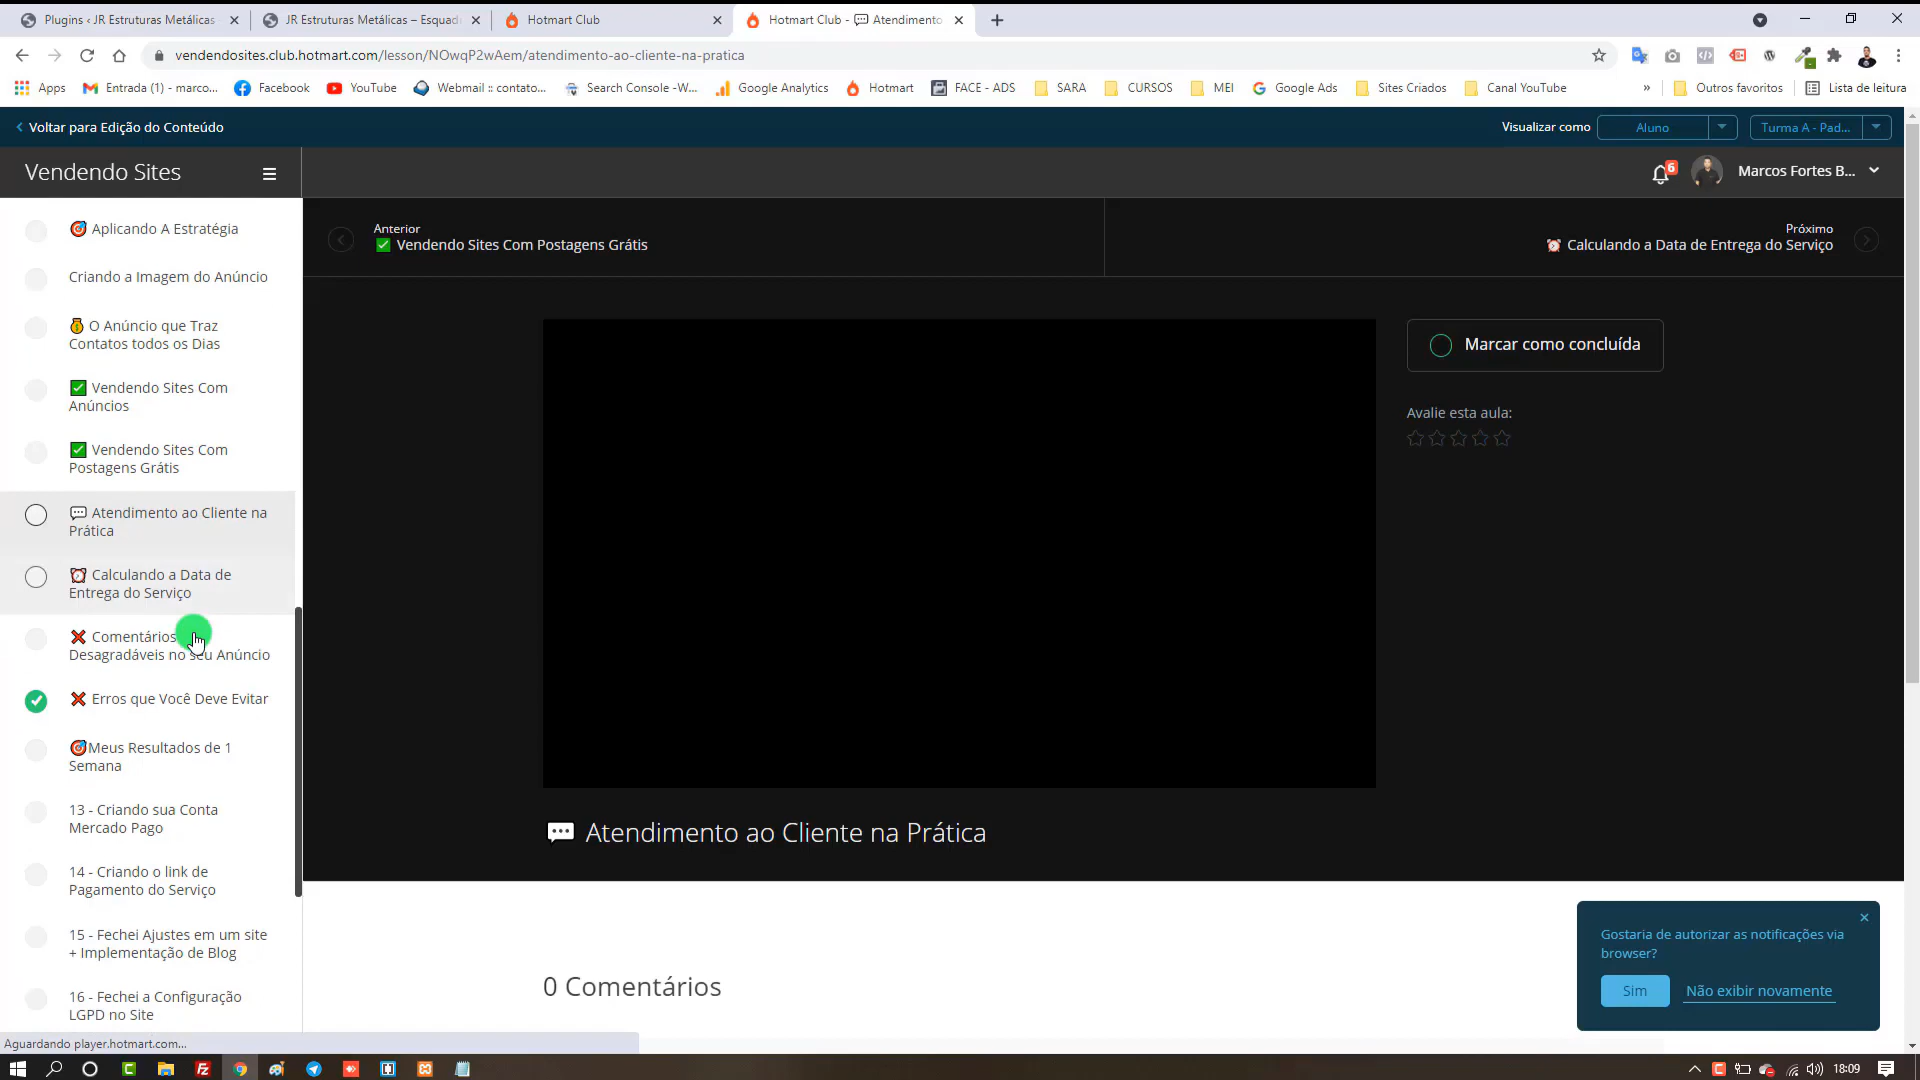 Plugins ‹ JR Estruturas Metálicas
JR Estruturas Metálicas – Esquad
Hotmart Club
Hotmart Club - 💬 Atendimento
vendendosites.club.hotmart.com/lesson/NOwqP2wAem/atendimento-ao-cliente-na-pratica
Apps
Entrada (1) - marco...
Facebook
YouTube
Webmail :: contato...
Search Console -W...
Google Analytics
Hotmart
FACE - ADS
SARA
CURSOS
MEI
Google Ads
Sites Criados
Canal YouTube
»
Outros favoritos
Lista de leitura
Voltar para Edição do Conteúdo
Visualizar como
Aluno
Turma A - Pad...
Vendendo Sites
6
Marcos Fortes B...
Anterior
✅ Vendendo Sites Com Postagens Grátis
Próximo
⏰ Calculando a Data de Entrega do Serviço
🎯 Aplicando A Estratégia
Criando a Imagem do Anúncio
💰 O Anúncio que Traz
Contatos todos os Dias
✅ Vendendo Sites Com
Anúncios
✅ Vendendo Sites Com
Postagens Grátis
💬 Atendimento ao Cliente na
Prática
⏰ Calculando a Data de
Entrega do Serviço
❌ Comentários
Desagradáveis no seu Anúncio
❌ Erros que Você Deve Evitar
🎯Meus Resultados de 1
Semana
13 - Criando sua Conta
Mercado Pago
14 - Criando o link de
Pagamento do Serviço
15 - Fechei Ajustes em um site
+ Implementação de Blog
16 - Fechei a Configuração
LGPD no Site
Marcar como concluída
Avalie esta aula:
💬 Atendimento ao Cliente na Prática
0 Comentários
Gostaria de autorizar as notificações via
browser?
Sim
Não exibir novamente
Aguardando player.hotmart.com...
18:09